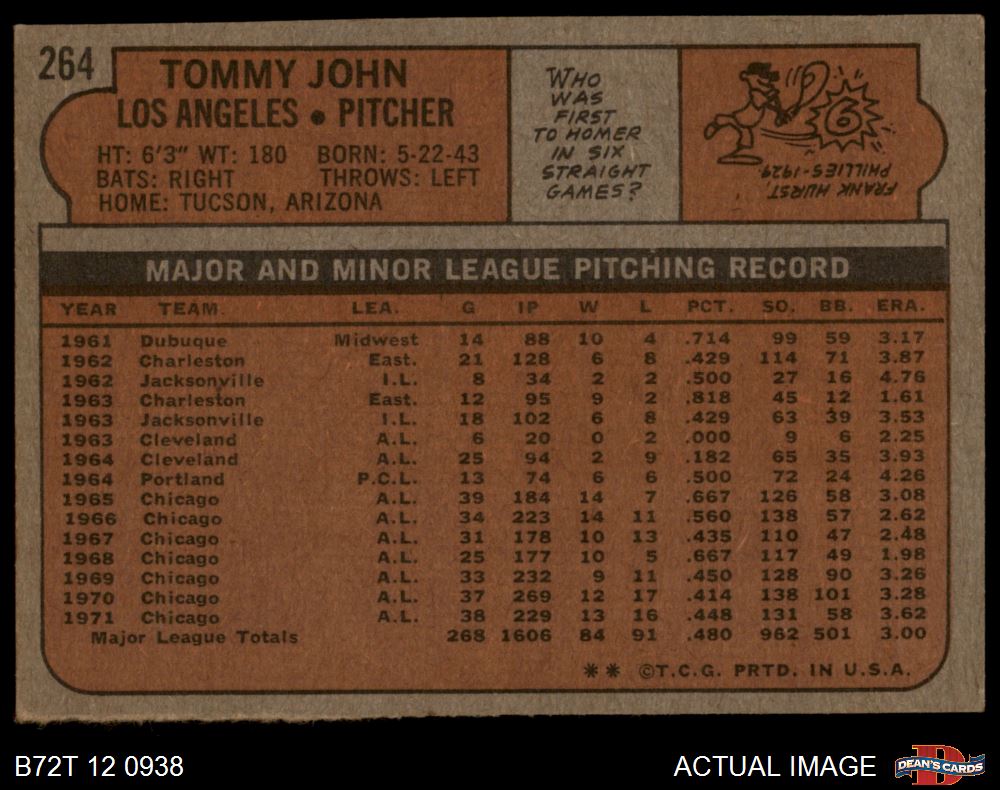 264
TOMMY JOHN
LOS ANGELES • PITCHER
HT: 6'3" WT: 180 BORN: 5-22-43
BATS: RIGHT THROWS: LEFT
HOME: TUCSON, ARIZONA
WHO
WAS
FIRST
TO HOMER
IN SIX
STRAIGHT
GAMES?
6
FRANK HURST,
PHILLIES-1929
MAJOR AND MINOR LEAGUE PITCHING RECORD
YEAR TEAM. LEA. G IP W L PCT. SO. BB. ERA.
1961 Dubuque Midwest 14 88 10 4 .714 99 59 3.17
1962 Charleston East. 21 128 6 8 .429 114 71 3.87
1962 Jacksonville I.L. 8 34 2 2 .500 27 16 4.76
1963 Charleston East. 12 95 9 2 .818 45 12 1.61
1963 Jacksonville I.L. 18 102 6 8 .429 63 39 3.53
1963 Cleveland A.L. 6 20 0 2 .000 9 6 2.25
1964 Cleveland A.L. 25 94 2 9 .182 65 35 3.93
1964 Portland P.C.L. 13 74 6 6 .500 72 24 4.26
1965 Chicago A.L. 39 184 14 7 .667 126 58 3.08
1966 Chicago A.L. 34 223 14 11 .560 138 57 2.62
1967 Chicago A.L. 31 178 10 13 .435 110 47 2.48
1968 Chicago A.L. 25 177 10 5 .667 117 49 1.98
1969 Chicago A.L. 33 232 9 11 .450 128 90 3.26
1970 Chicago A.L. 37 269 12 17 .414 138 101 3.28
1971 Chicago A.L. 38 229 13 16 .448 131 58 3.62
Major League Totals 268 1606 84 91 .480 962 501 3.00
** ©T.C.G. PRTD. IN U.S.A.
B72T 12 0938 ACTUAL IMAGE DEAN'S CARDS